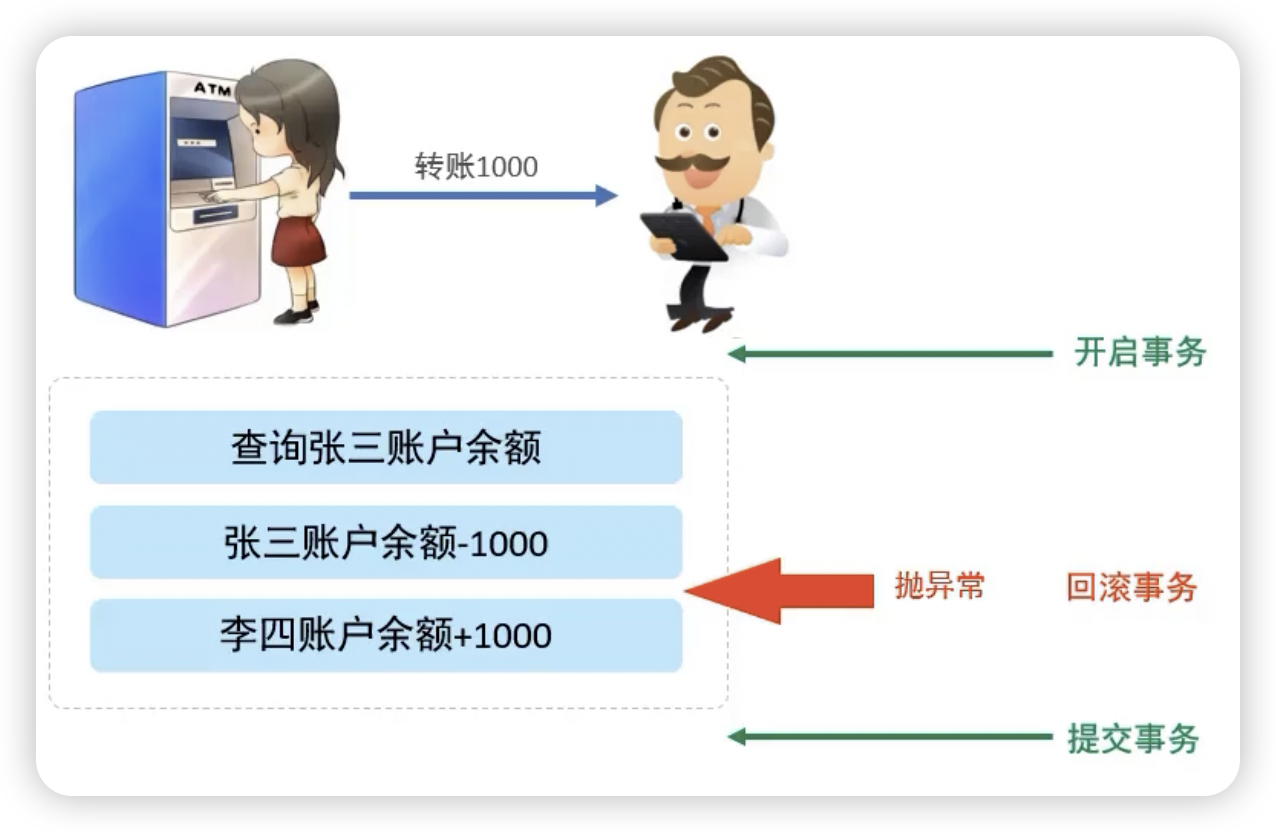 ATM
转账1000
开启事务
查询张三账户余额
张三账户余额-1000
抛异常
回滚事务
李四账户余额+1000
提交事务